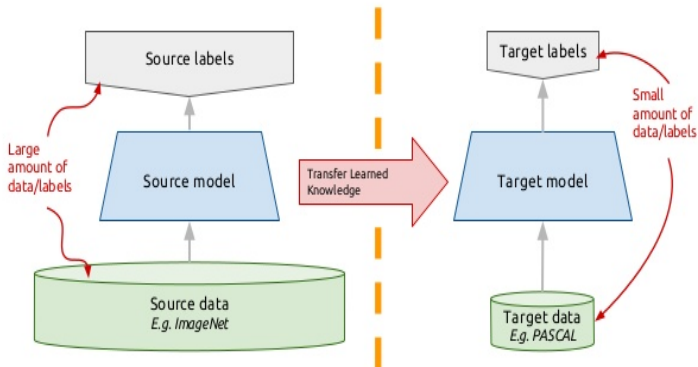 Source labels
Large
amount of
data/labels
Source model
Source data
E.g. ImageNet
Transfer Learned
Knowledge
Target labels
Small
amount of
data/labels
Target model
Target data
E.g. PASCAL